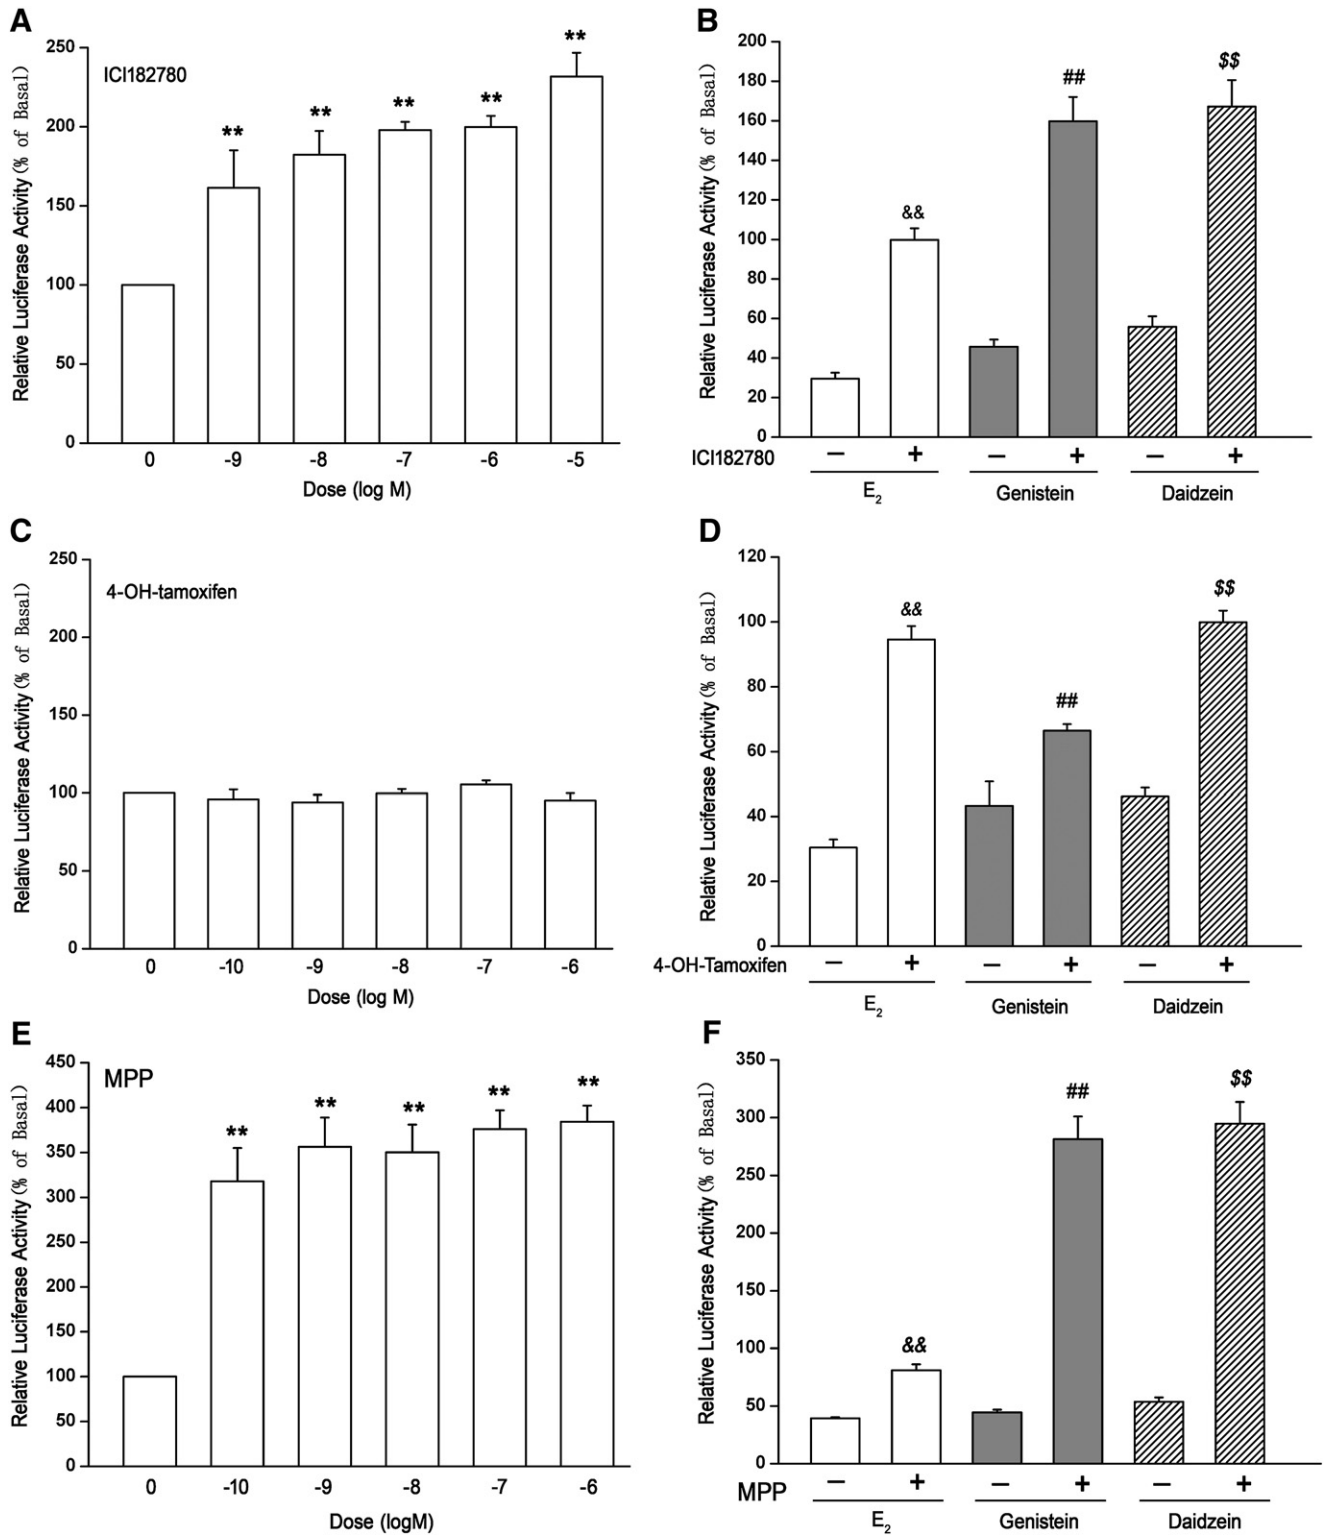 A
Relative Luciferase Activity (% of Basal)
250
200
150
100
50
0
ICI182780
**
**
**
**
**
0 -9 -8 -7 -6 -5
Dose (log M)
B
Relative Luciferase Activity (% of Basal)
200
180
160
140
120
100
80
60
40
20
0
&&
##
$$
ICI182780 − + − + − +
E2 Genistein Daidzein
C
Relative Luciferase Activity (% of Basal)
250
200
150
100
50
0
4-OH-tamoxifen
0 -10 -9 -8 -7 -6
Dose (log M)
D
Relative Luciferase Activity (% of Basal)
120
100
80
60
40
20
0
&&
##
$$
4-OH-Tamoxifen − + − + − +
E2 Genistein Daidzein
E
Relative Luciferase Activity (% of Basal)
450
400
350
300
250
200
150
100
50
0
MPP
**
**
**
**
**
0 -10 -9 -8 -7 -6
Dose (logM)
F
Relative Luciferase Activity (% of Basal)
350
300
250
200
150
100
50
0
&&
##
$$
MPP − + − + − +
E2 Genistein Daidzein